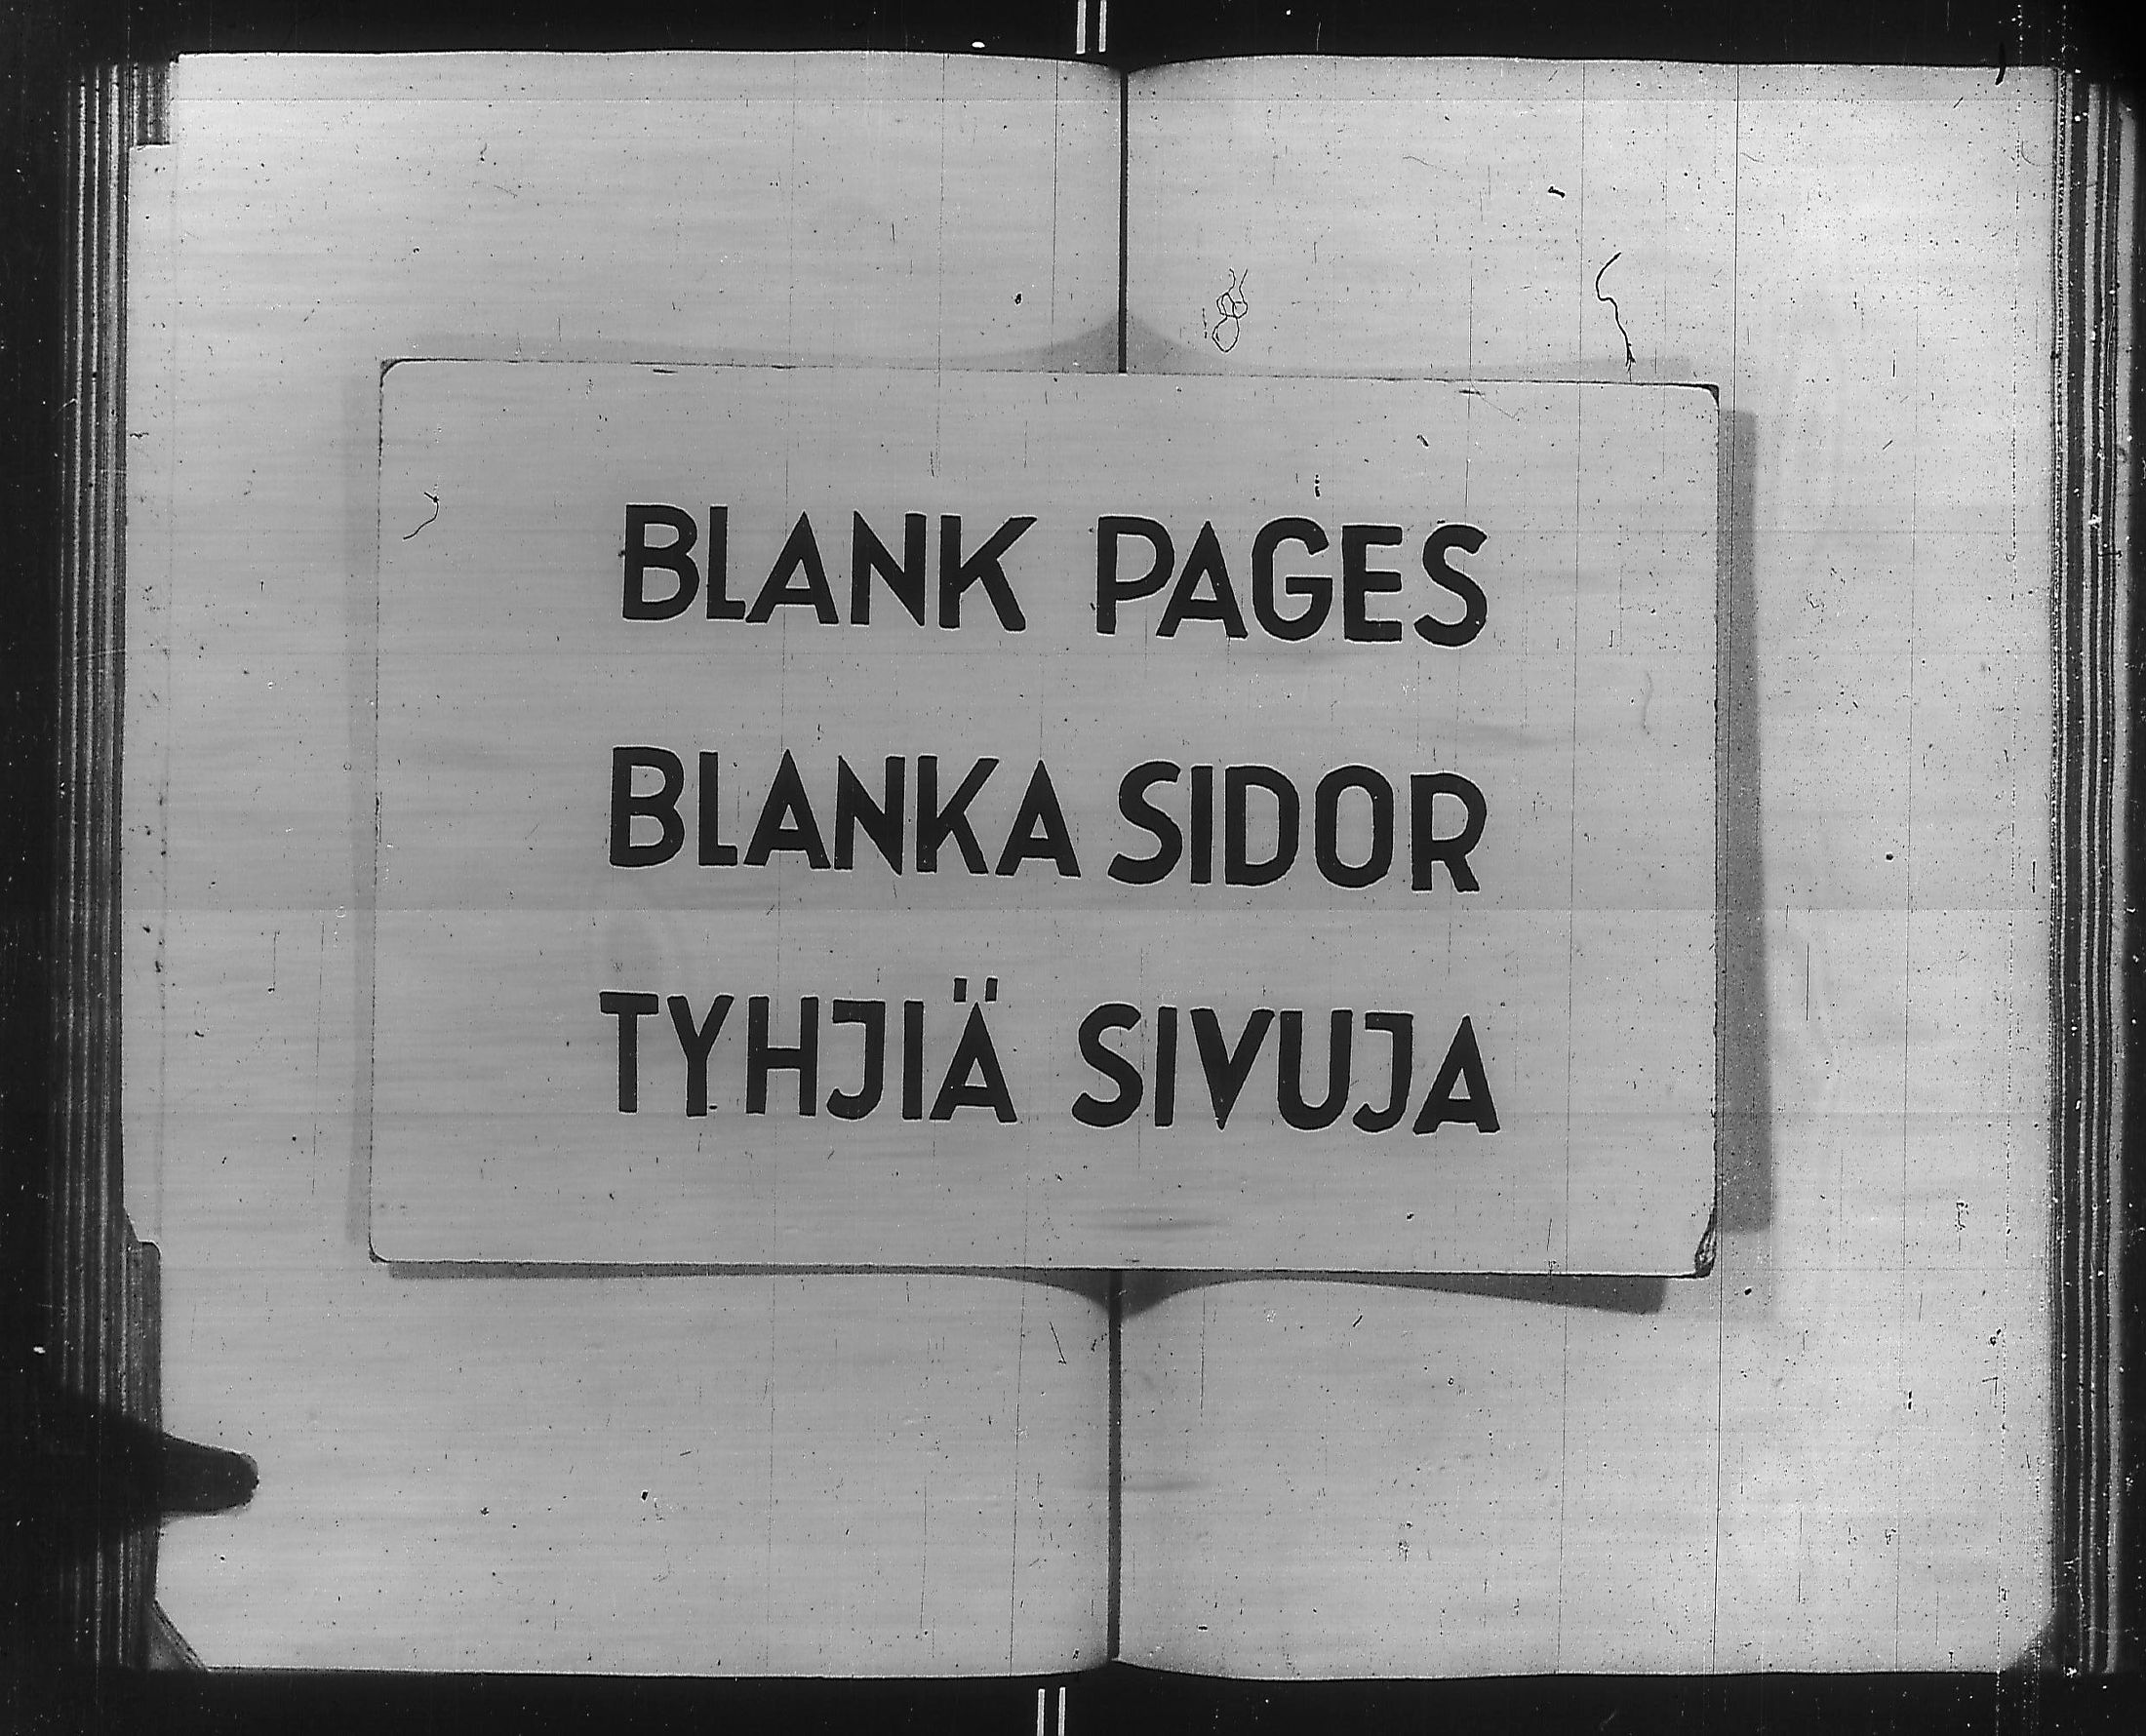 BLANK PAGES
BLANKA SIDOR
TYHJIÄ SIVUJA